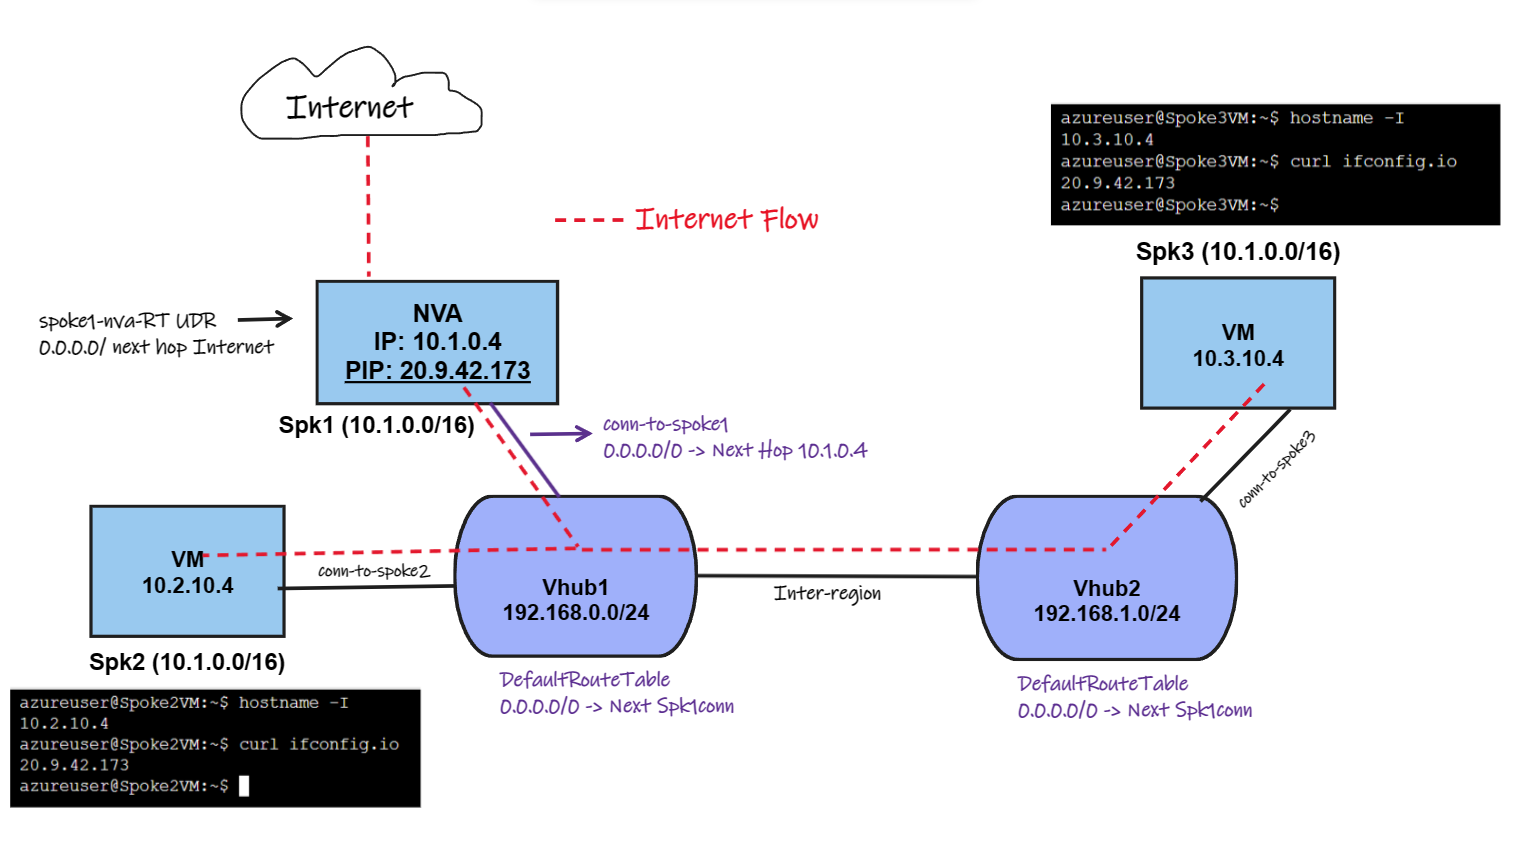 Internet
Internet Flow
azureuser@Spoke3VM:~$ hostname -I
10.3.10.4
azureuser@Spoke3VM:~$ curl ifconfig.io
20.9.42.173
azureuser@Spoke3VM:~$
Spk3 (10.1.0.0/16)
VM
10.3.10.4
conn-to-spoke3
spoke1-nva-RT UDR
0.0.0.0/ next hop Internet
NVA
IP: 10.1.0.4
PIP: 20.9.42.173
Spk1 (10.1.0.0/16)
conn-to-spoke1
0.0.0.0/0 -> Next Hop 10.1.0.4
VM
10.2.10.4
conn-to-spoke2
Spk2 (10.1.0.0/16)
Vhub1
192.168.0.0/24
Inter-region
Vhub2
192.168.1.0/24
DefaultRouteTable
0.0.0.0/0 -> Next Spk1conn
DefaultRouteTable
0.0.0.0/0 -> Next Spk1conn
azureuser@Spoke2VM:~$ hostname -I
10.2.10.4
azureuser@Spoke2VM:~$ curl ifconfig.io
20.9.42.173
azureuser@Spoke2VM:~$